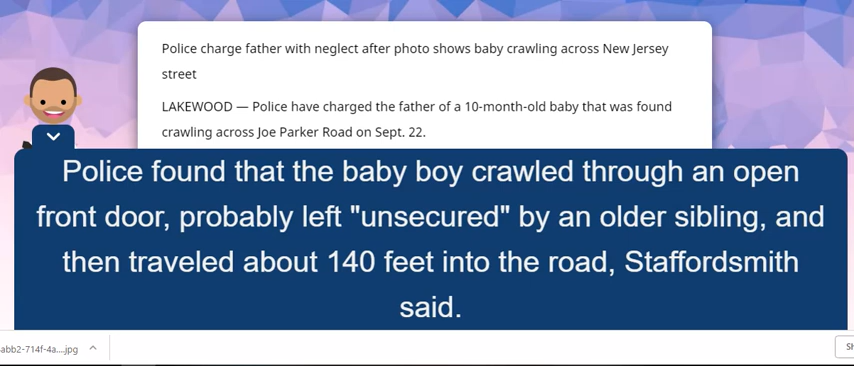 Police charge father with neglect after photo shows baby crawling across New Jersey
street
LAKEWOOD — Police have charged the father of a 10-month-old baby that was found
crawling across Joe Parker Road on Sept. 22.
Police found that the baby boy crawled through an open
front door, probably left "unsecured" by an older sibling, and
then traveled about 140 feet into the road, Staffordsmith
said.
abb2-714f-4a....jpg